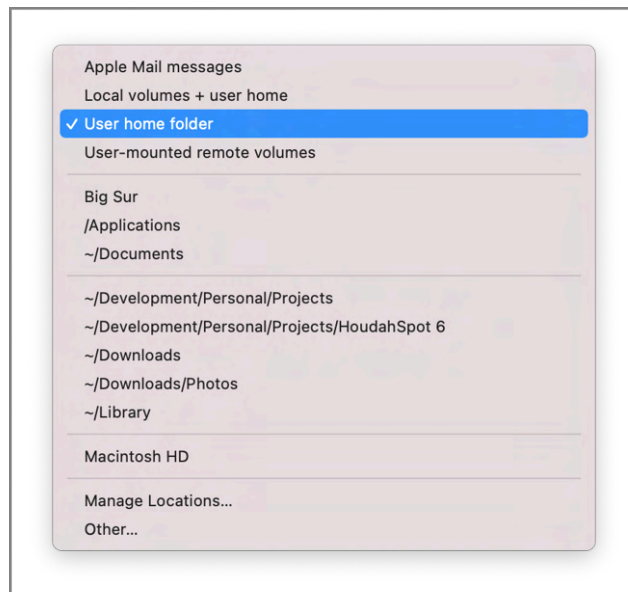 Apple Mail messages
Local volumes + user home
✓ User home folder
User-mounted remote volumes
Big Sur
/Applications
~/Documents
~/Development/Personal/Projects
~/Development/Personal/Projects/HoudahSpot 6
~/Downloads
~/Downloads/Photos
~/Library
Macintosh HD
Manage Locations...
Other...